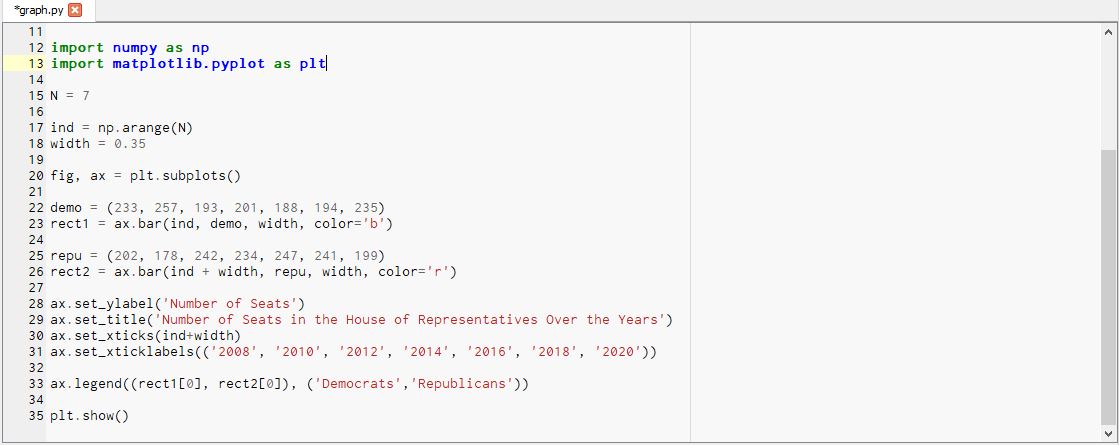 *graph.py
11
12 import numpy as np
13 import matplotlib.pyplot as plt
14
15 N = 7
16
17 ind = np.arange(N)
18 width = 0.35
19
20 fig, ax = plt.subplots()
21
22 demo = (233, 257, 193, 201, 188, 194, 235)
23 rect1 = ax.bar(ind, demo, width, color='b')
24
25 repu = (202, 178, 242, 234, 247, 241, 199)
26 rect2 = ax.bar(ind + width, repu, width, color='r')
27
28 ax.set_ylabel('Number of Seats')
29 ax.set_title('Number of Seats in the House of Representatives Over the Years')
30 ax.set_xticks(ind+width)
31 ax.set_xticklabels(('2008', '2010', '2012', '2014', '2016', '2018', '2020'))
32
33 ax.legend((rect1[0], rect2[0]), ('Democrats','Republicans'))
34
35 plt.show()